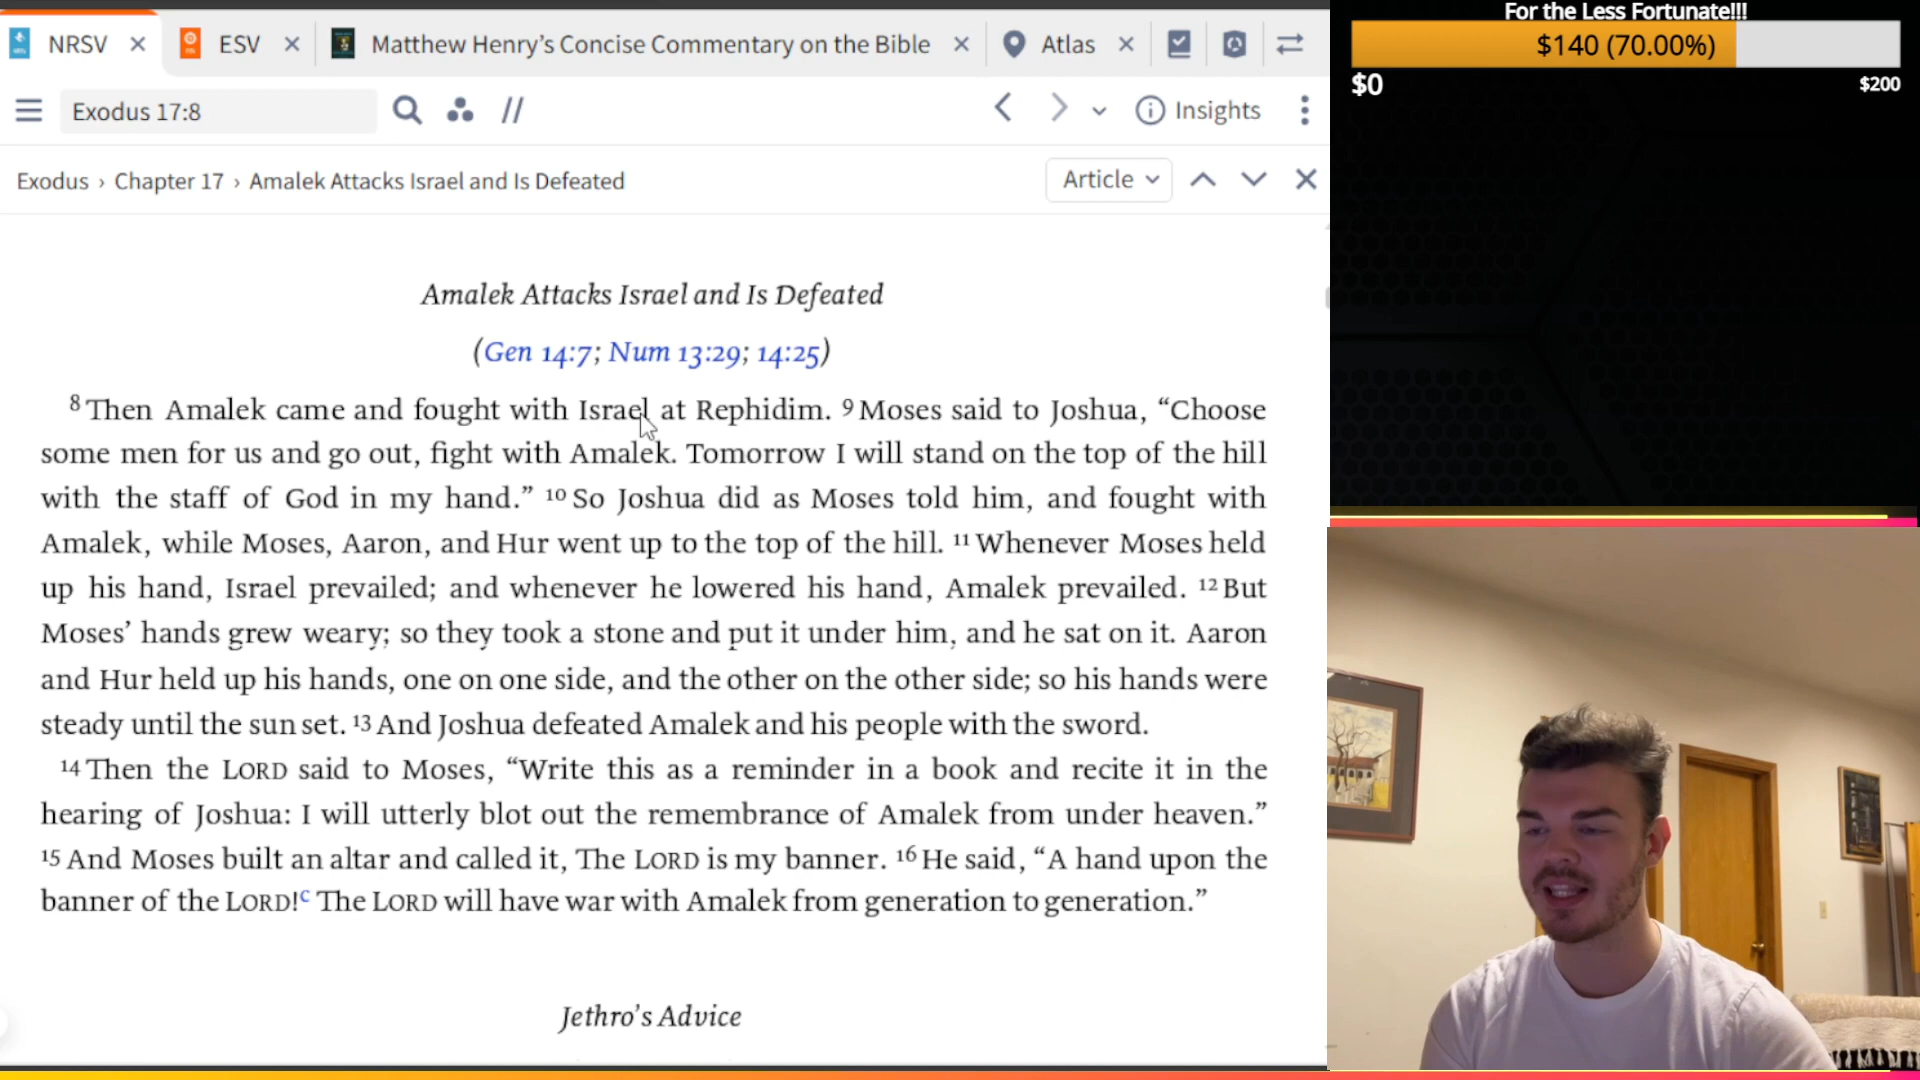 NRSV ESV Matthew Henry’s Concise Commentary on the Bible Atlas
Exodus 17:8 Insights
Exodus › Chapter 17 › Amalek Attacks Israel and Is Defeated Article
Amalek Attacks Israel and Is Defeated
(Gen 14:7; Num 13:29; 14:25)
8 Then Amalek came and fought with Israel at Rephidim. 9 Moses said to Joshua, “Choose
some men for us and go out, fight with Amalek. Tomorrow I will stand on the top of the hill
with the staff of God in my hand.” 10 So Joshua did as Moses told him, and fought with
Amalek, while Moses, Aaron, and Hur went up to the top of the hill. 11 Whenever Moses held
up his hand, Israel prevailed; and whenever he lowered his hand, Amalek prevailed. 12 But
Moses’ hands grew weary; so they took a stone and put it under him, and he sat on it. Aaron
and Hur held up his hands, one on one side, and the other on the other side; so his hands were
steady until the sun set. 13 And Joshua defeated Amalek and his people with the sword.
14 Then the LORD said to Moses, “Write this as a reminder in a book and recite it in the
hearing of Joshua: I will utterly blot out the remembrance of Amalek from under heaven.”
15 And Moses built an altar and called it, The LORD is my banner. 16 He said, “A hand upon the
banner of the LORD!c The LORD will have war with Amalek from generation to generation.”
Jethro’s Advice
For the Less Fortunate!!!
$140 (70.00%)
$0 $200